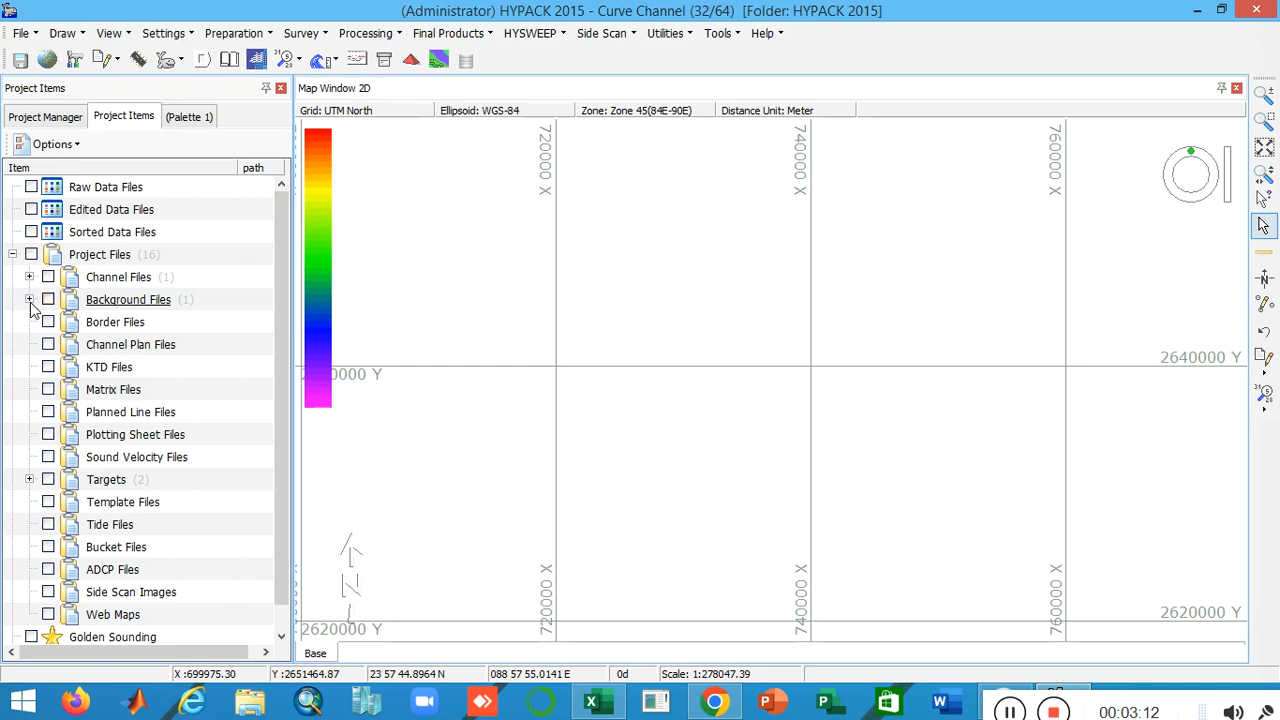 (Administrator) HYPACK 2015 - Curve Channel (32/64)  [Folder: HYPACK 2015]
File Draw View Settings Preparation Survey Processing Final Products HYSWEEP Side Scan Utilities Tools Help
Project Items
Project Manager Project Items (Palette 1)
Options
Item path
Raw Data Files
Edited Data Files
Sorted Data Files
Project Files (16)
Channel Files (1)
Background Files (1)
Border Files
Channel Plan Files
KTD Files
Matrix Files
Planned Line Files
Plotting Sheet Files
Sound Velocity Files
Targets (2)
Template Files
Tide Files
Bucket Files
ADCP Files
Side Scan Images
Web Maps
Golden Sounding
Map Window 2D
Grid: UTM North Ellipsoid: WGS-84 Zone: Zone 45(84E-90E) Distance Unit: Meter
720000 X 740000 X 760000 X
2640000 Y
0000 Y
720000 X 740000 X 760000 X
2620000 Y
2620000 Y
Base
X :699975.30 Y :2651464.87 23 57 44.8964 N 088 57 55.0141 E 0d Scale: 1:278047.39
00:03:12